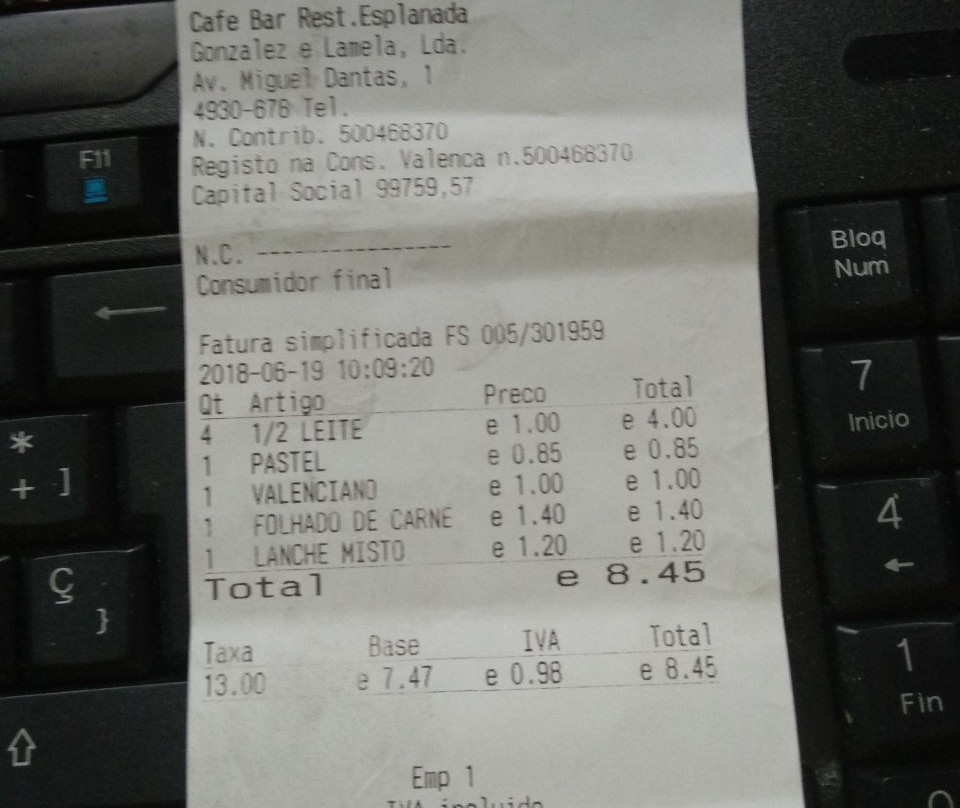 Cafe Bar Rest.Esplanada
Gonzalez e Lamela, Lda.
Av. Miguel Dantas, 1
4930-678 Tel.
N. Contrib. 500468370
Registo na Cons. Valenca n.500468370
Capital Social 99759,57
N.C. -----------------
Consumidor final
Fatura simplificada FS 005/301959
2018-06-19 10:09:20
Qt Artigo Preco Total
4 1/2 LEITE e 1.00 e 4.00
1 PASTEL e 0.85 e 0.85
1 VALENCIANO e 1.00 e 1.00
1 FOLHADO DE CARNE e 1.40 e 1.40
1 LANCHE MISTO e 1.20 e 1.20
Total e 8.45
Taxa Base IVA Total
13.00 e 7.47 e 0.98 e 8.45
Emp 1
IVA incluido
F11
*
+ ]
Ç
}
Bloq
Num
7
Inicio
4
1
Fin